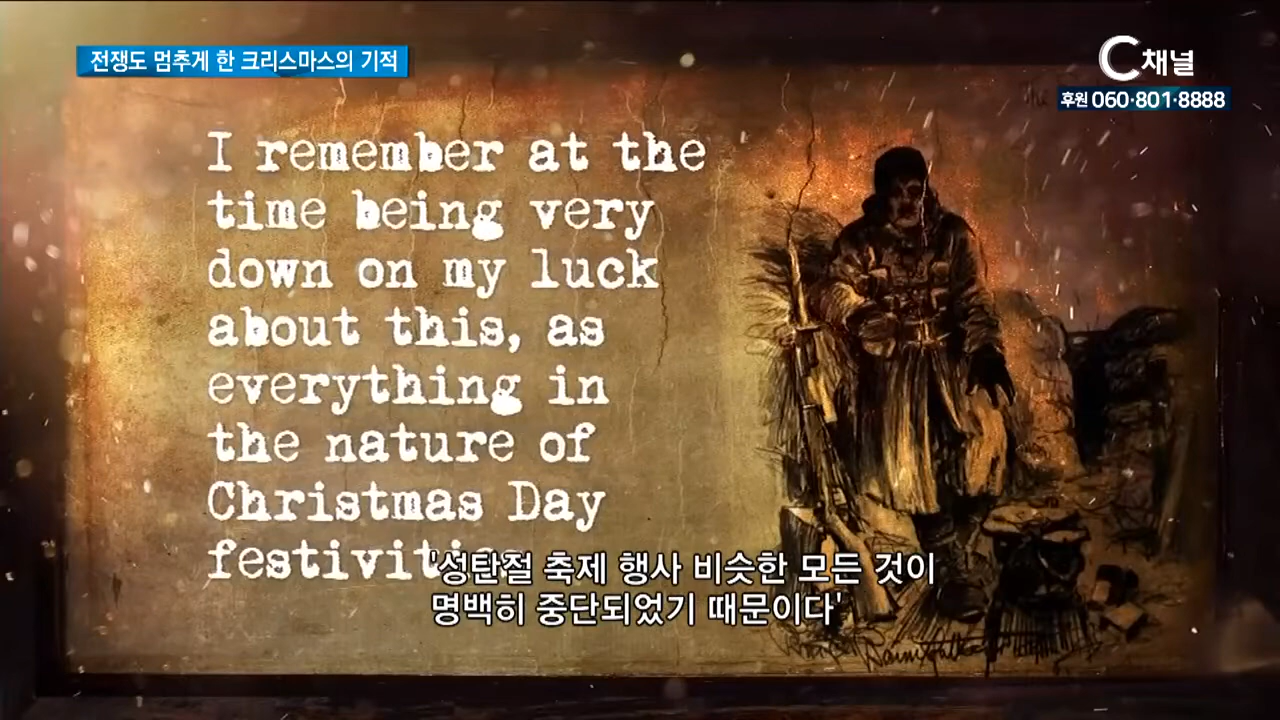 전쟁도 멈추게 한 크리스마스의 기적
C채널
후원 060·801·8888
I remember at the
time being very
down on my luck
about this, as
everything in
the nature of
Christmas Day
'성탄절 축제 행사 비슷한 모든 것이
명백히 중단되었기 때문이다'